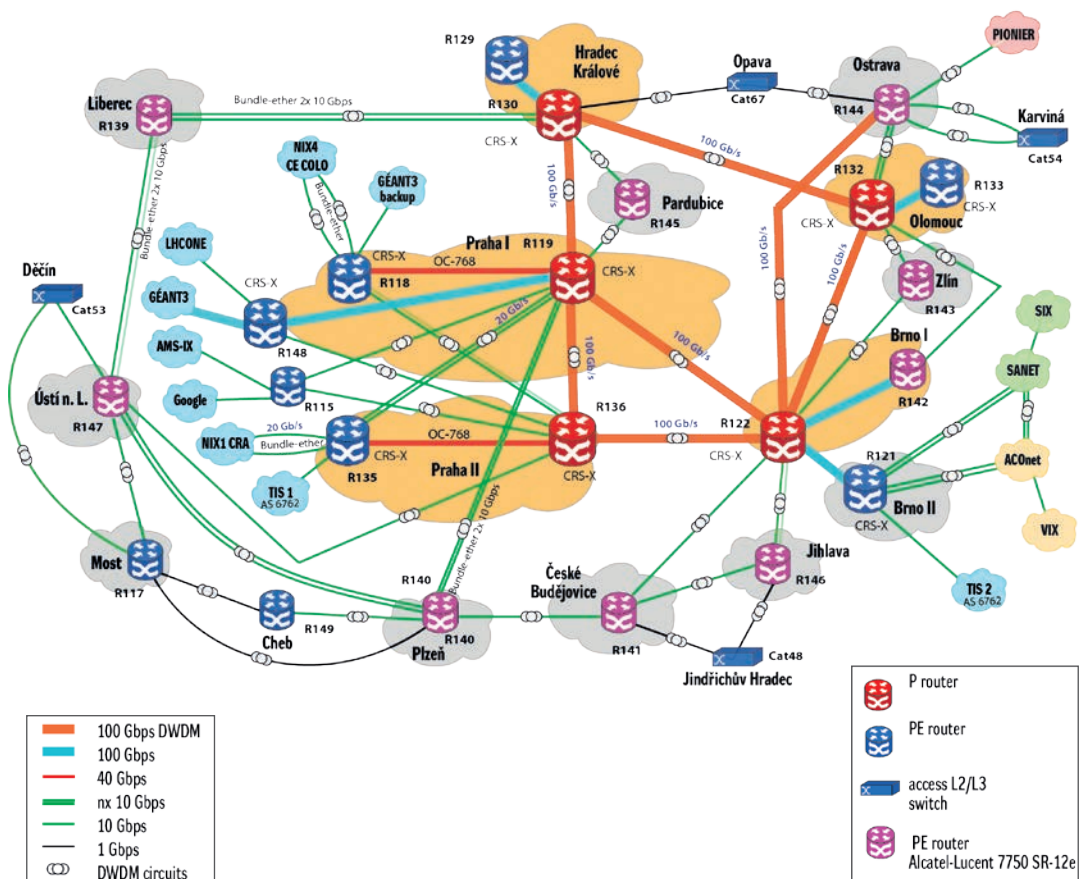 R129
Hradec
Králové
R130
CRS-X
Opava
Cat67
Ostrava
R144
PIONIER
Karviná
Cat54
Liberec
R139
Bundle-ether 2x 10 Gbps
100 Gb/s
100 Gb/s
R132
CRS-X
R133
CRS-X
Olomouc
NIX4
CE COLO
Bundle-ether
GÉANT3
backup
Pardubice
R145
Bundle-ether 2x 10 Gbps
Bundle-ether 2x 10 Gbps
LHCONE
Praha I
R119
CRS-X
CRS-X
OC-768
R118
100 Gb/s
100 Gb/s
Zlín
R143
Děčín
Cat53
GÉANT3
CRS-X
R148
20 Gb/s
100 Gb/s
100 Gb/s
Brno I
R142
SIX
SANET
AMS-IX
Google
R115
Ústí n. L.
R147
R136
20 Gb/s
Bundle-ether
NIX1 CRA
OC-768
CRS-X
R135
Praha II
CRS-X
100 Gb/s
R122
CRS-X
R121
Brno II
CRS-X
ACOnet
VIX
TIS 1
AS 6762
Bundle-ether 2x 10 Gbps
Most
R117
R149
Cheb
R140
R140
Plzeň
České
Budějovice
R141
Jihlava
R146
TIS 2
AS 6762
Cat48
Jindřichův Hradec
100 Gbps DWDM
100 Gbps
40 Gbps
nx 10 Gbps
10 Gbps
1 Gbps
DWDM circuits
P router
PE router
access L2/L3
switch
PE router
Alcatel-Lucent 7750 SR-12e